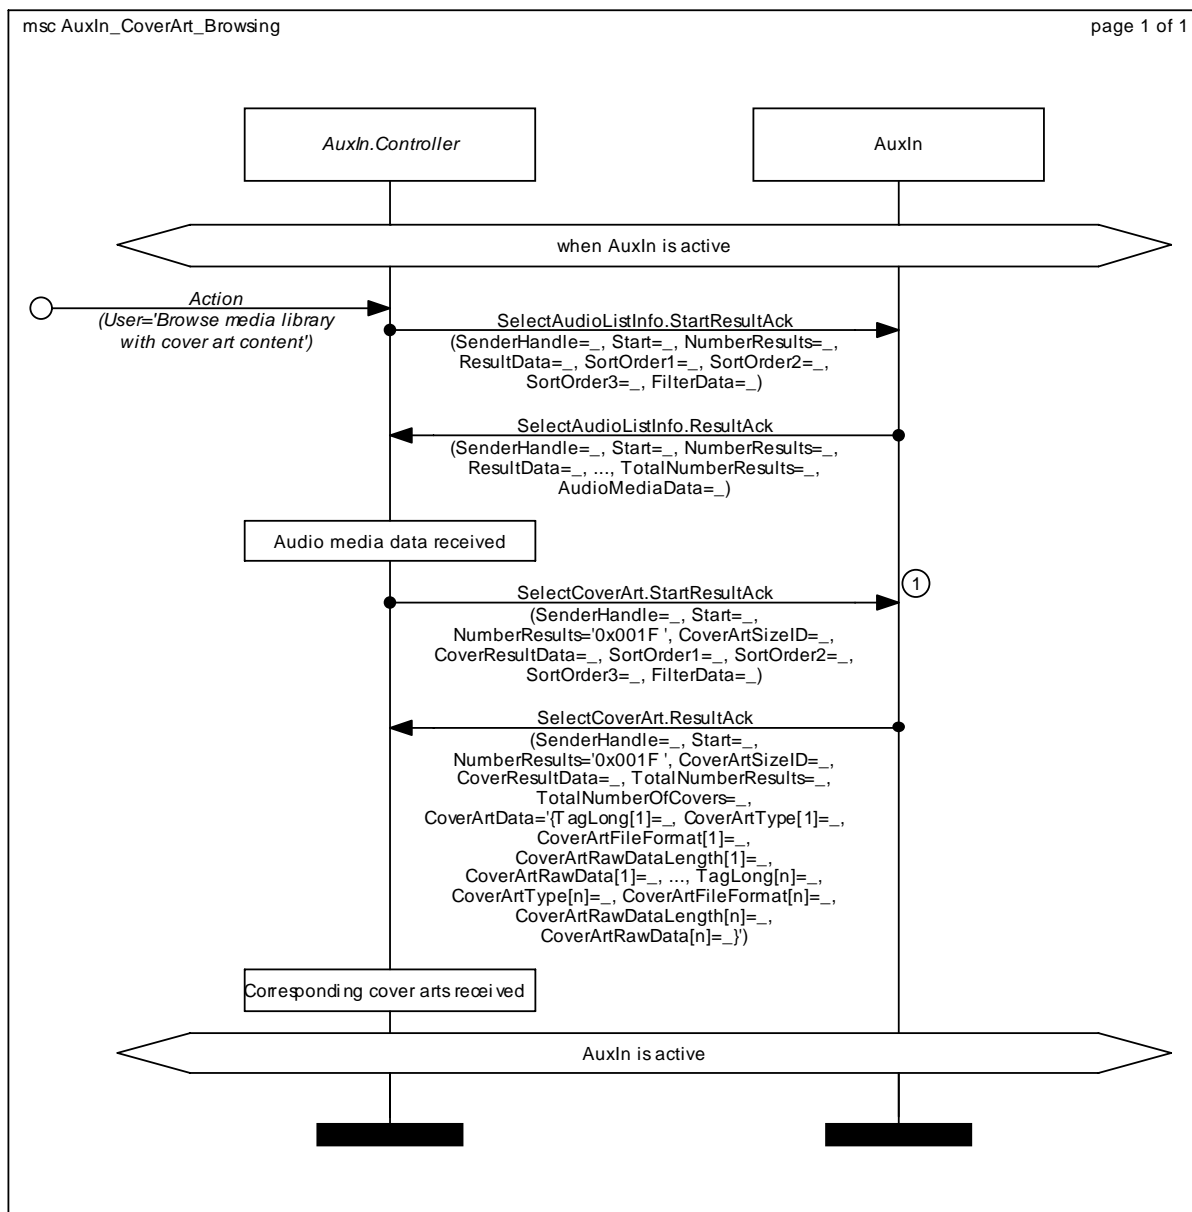 msc AuxIn_CoverArt_Browsing
page 1 of 1
AuxIn.Controller
AuxIn
when AuxIn is active
Action
(User='Browse media library
with cover art content')
SelectAudioListInfo.StartResultAck
(SenderHandle=_, Start=_, NumberResults=_,
ResultData=_, SortOrder1=_, SortOrder2=_,
SortOrder3=_, FilterData=_)
SelectAudioListInfo.ResultAck
(SenderHandle=_, Start=_, NumberResults=_,
ResultData=_, ..., TotalNumberResults=_,
AudioMediaData=_)
Audio media data received
1
SelectCoverArt.StartResultAck
(SenderHandle=_, Start=_,
NumberResults='0x001F ', CoverArtSizeID=_,
CoverResultData=_, SortOrder1=_, SortOrder2=_,
SortOrder3=_, FilterData=_)
SelectCoverArt.ResultAck
(SenderHandle=_, Start=_,
NumberResults='0x001F ', CoverArtSizeID=_,
CoverResultData=_, TotalNumberResults=_,
TotalNumberOfCovers=_,
CoverArtData='{TagLong[1]=_, CoverArtType[1]=_,
CoverArtFileFormat[1]=_,
CoverArtRawDataLength[1]=_,
CoverArtRawData[1]=_, ..., TagLong[n]=_,
CoverArtType[n]=_, CoverArtFileFormat[n]=_,
CoverArtRawDataLength[n]=_,
CoverArtRawData[n]=_}')
Corresponding cover arts received
AuxIn is active